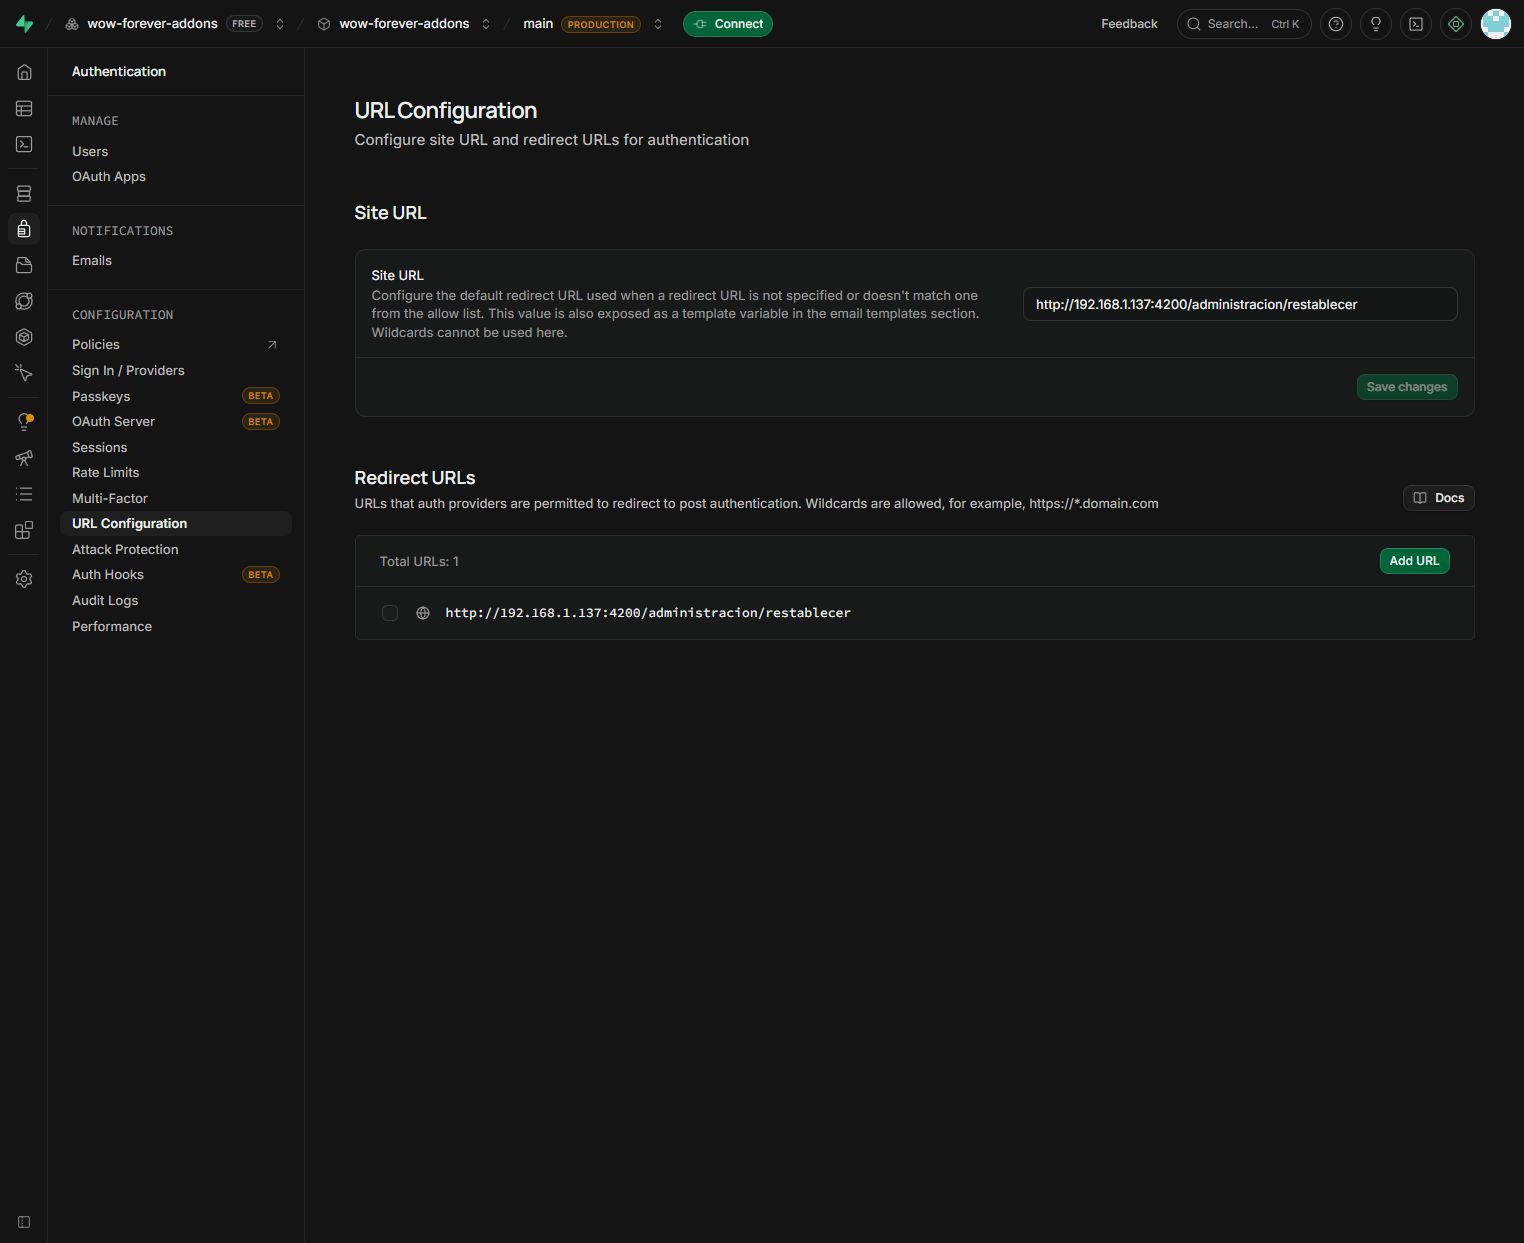 wow-forever-addons FREE wow-forever-addons main PRODUCTION Connect Feedback Search... Ctrl K
Authentication
MANAGE
Users
OAuth Apps
NOTIFICATIONS
Emails
CONFIGURATION
Policies
Sign In / Providers
Passkeys BETA
OAuth Server BETA
Sessions
Rate Limits
Multi-Factor
URL Configuration
Attack Protection
Auth Hooks BETA
Audit Logs
Performance
URL Configuration
Configure site URL and redirect URLs for authentication
Site URL
Site URL
Configure the default redirect URL used when a redirect URL is not specified or doesn't match one
from the allow list. This value is also exposed as a template variable in the email templates section.
Wildcards cannot be used here.
http://192.168.1.137:4200/administracion/restablecer
Save changes
Redirect URLs
URLs that auth providers are permitted to redirect to post authentication. Wildcards are allowed, for example, https://*.domain.com
Docs
Total URLs: 1
Add URL
http://192.168.1.137:4200/administracion/restablecer